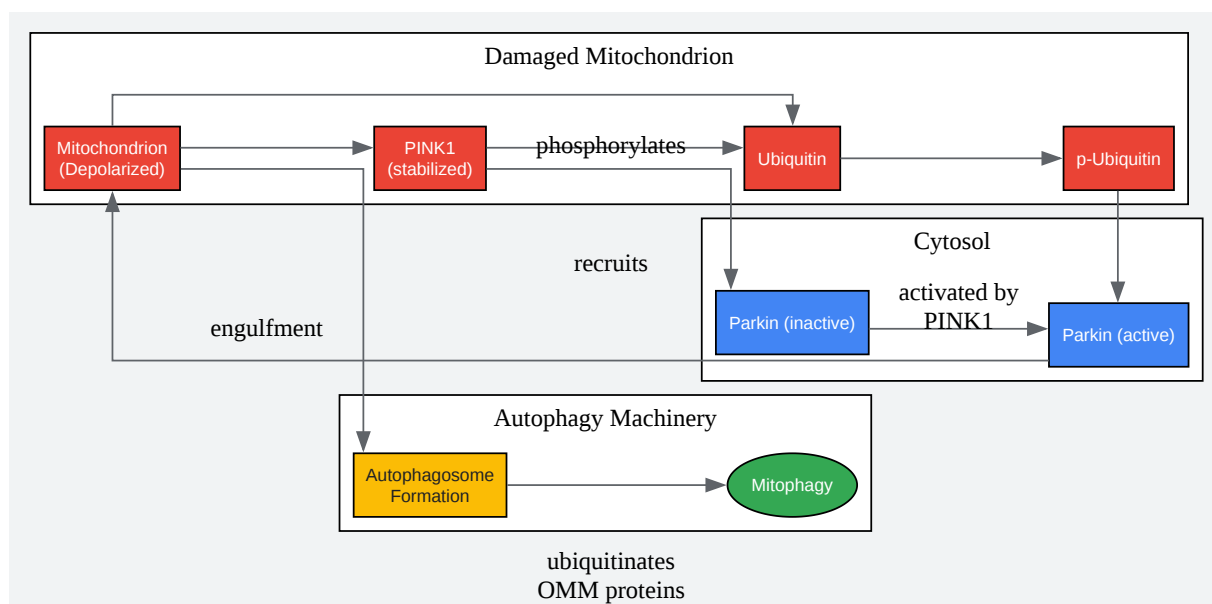 Damaged Mitochondrion
Mitochondrion
(Depolarized)
PINK1
(stabilized)
phosphorylates
Ubiquitin
p-Ubiquitin
Cytosol
recruits
activated by
PINK1
Parkin (inactive)
Parkin (active)
engulfment
Autophagy Machinery
Autophagosome
Formation
Mitophagy
ubiquitinates
OMM proteins